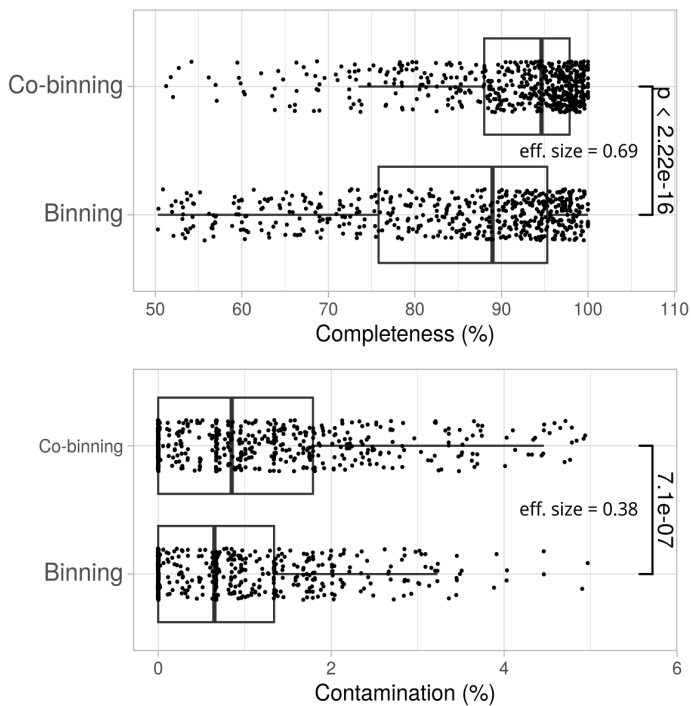 Co-binning
Binning
eff. size = 0.69
p < 2.22e-16
50 60 70 80 90 100 110
Completeness (%)
Co-binning
Binning
eff. size = 0.38
7.1e-07
0 2 4 6
Contamination (%)